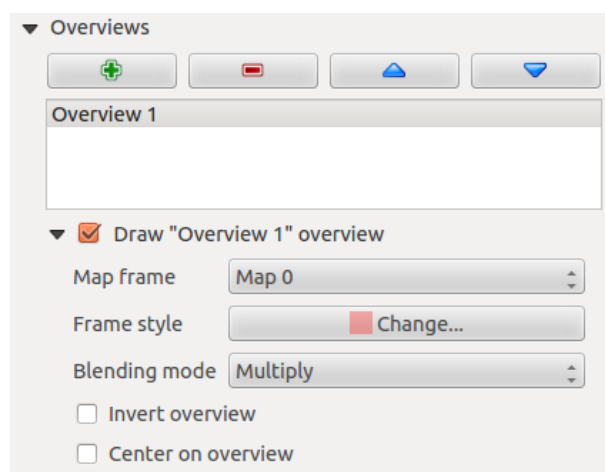 Overviews
Overview 1
Draw "Overview 1" overview
Map frame Map 0
Frame style Change...
Blending mode Multiply
Invert overview
Center on overview